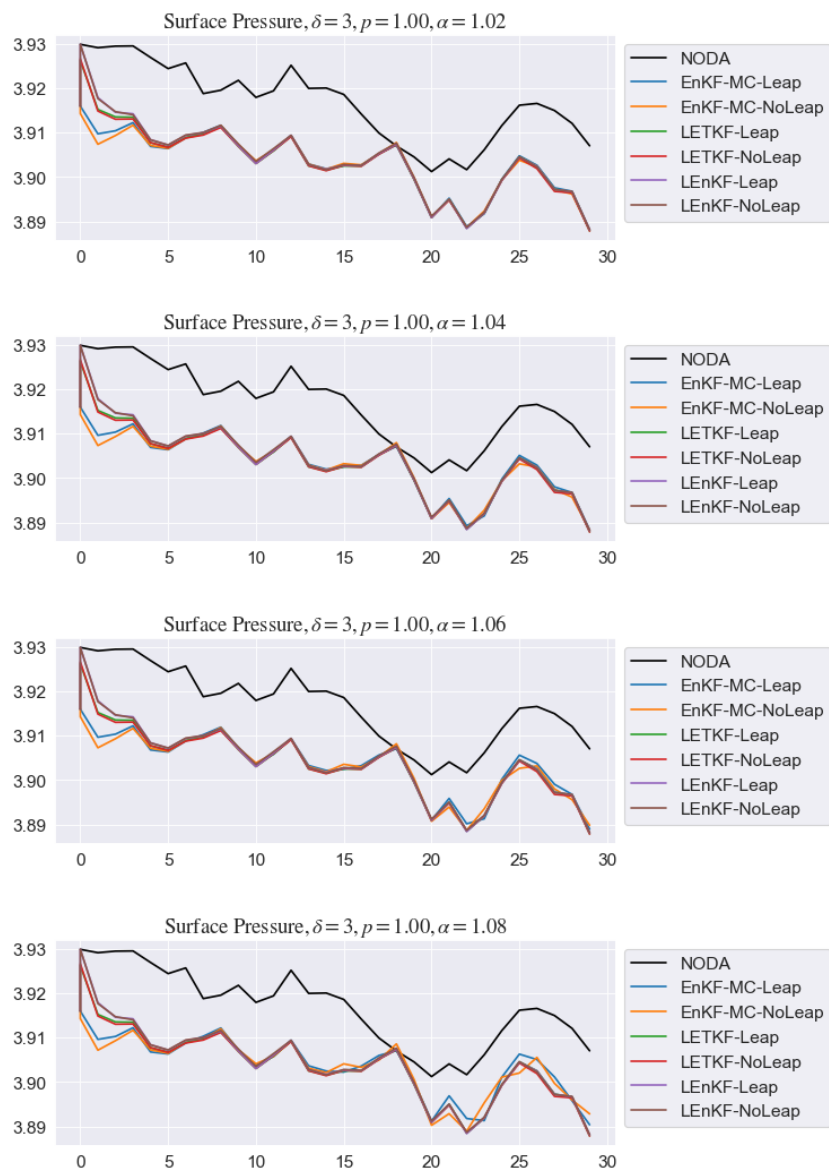 Surface Pressure, δ = 3, p = 1.00, α = 1.02
3.93
3.92
3.91
3.90
3.89
0 5 10 15 20 25 30
NODA
EnKF-MC-Leap
EnKF-MC-NoLeap
LETKF-Leap
LETKF-NoLeap
LEnKF-Leap
LEnKF-NoLeap
Surface Pressure, δ = 3, p = 1.00, α = 1.04
3.93
3.92
3.91
3.90
3.89
0 5 10 15 20 25 30
NODA
EnKF-MC-Leap
EnKF-MC-NoLeap
LETKF-Leap
LETKF-NoLeap
LEnKF-Leap
LEnKF-NoLeap
Surface Pressure, δ = 3, p = 1.00, α = 1.06
3.93
3.92
3.91
3.90
3.89
0 5 10 15 20 25 30
NODA
EnKF-MC-Leap
EnKF-MC-NoLeap
LETKF-Leap
LETKF-NoLeap
LEnKF-Leap
LEnKF-NoLeap
Surface Pressure, δ = 3, p = 1.00, α = 1.08
3.93
3.92
3.91
3.90
3.89
0 5 10 15 20 25 30
NODA
EnKF-MC-Leap
EnKF-MC-NoLeap
LETKF-Leap
LETKF-NoLeap
LEnKF-Leap
LEnKF-NoLeap